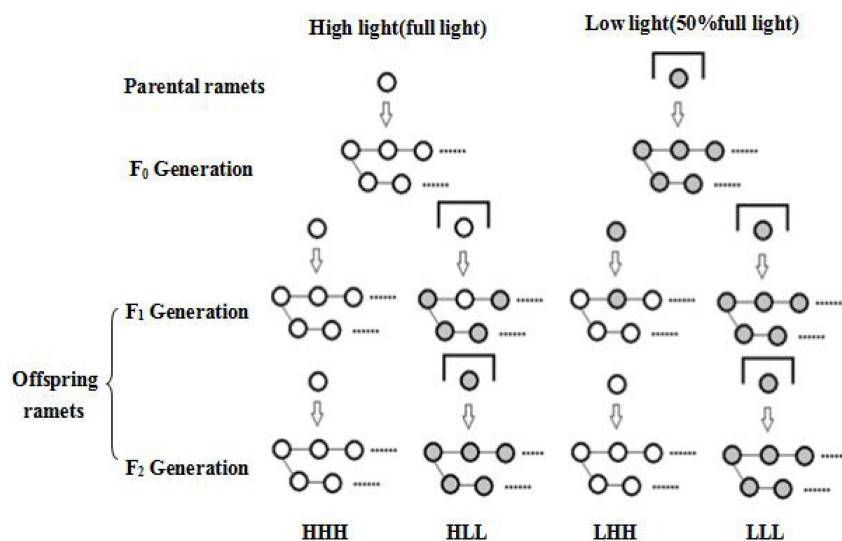 High light(full light) Low light(50%full light)
Parental ramets
F₀ Generation
F₁ Generation
Offspring
ramets
F₂ Generation
HHH HLL LHH LLL